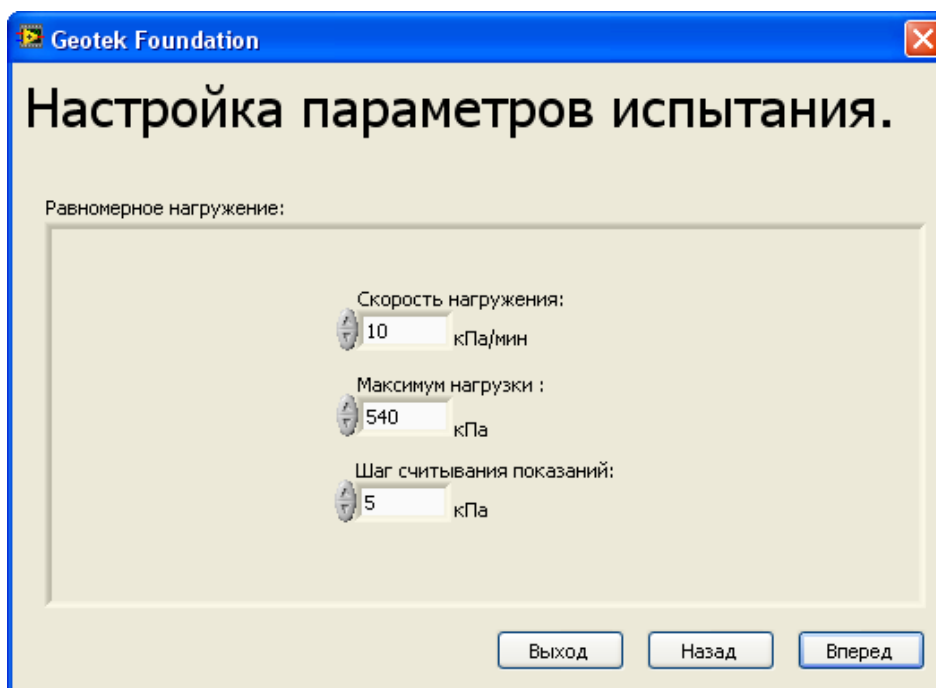 Geotek Foundation
Настройка параметров испытания.
Равномерное нагружение:
Скорость нагружения:
10 кПа/мин
Максимум нагрузки :
540 кПа
Шаг считывания показаний:
5 кПа
Выход Назад Вперед